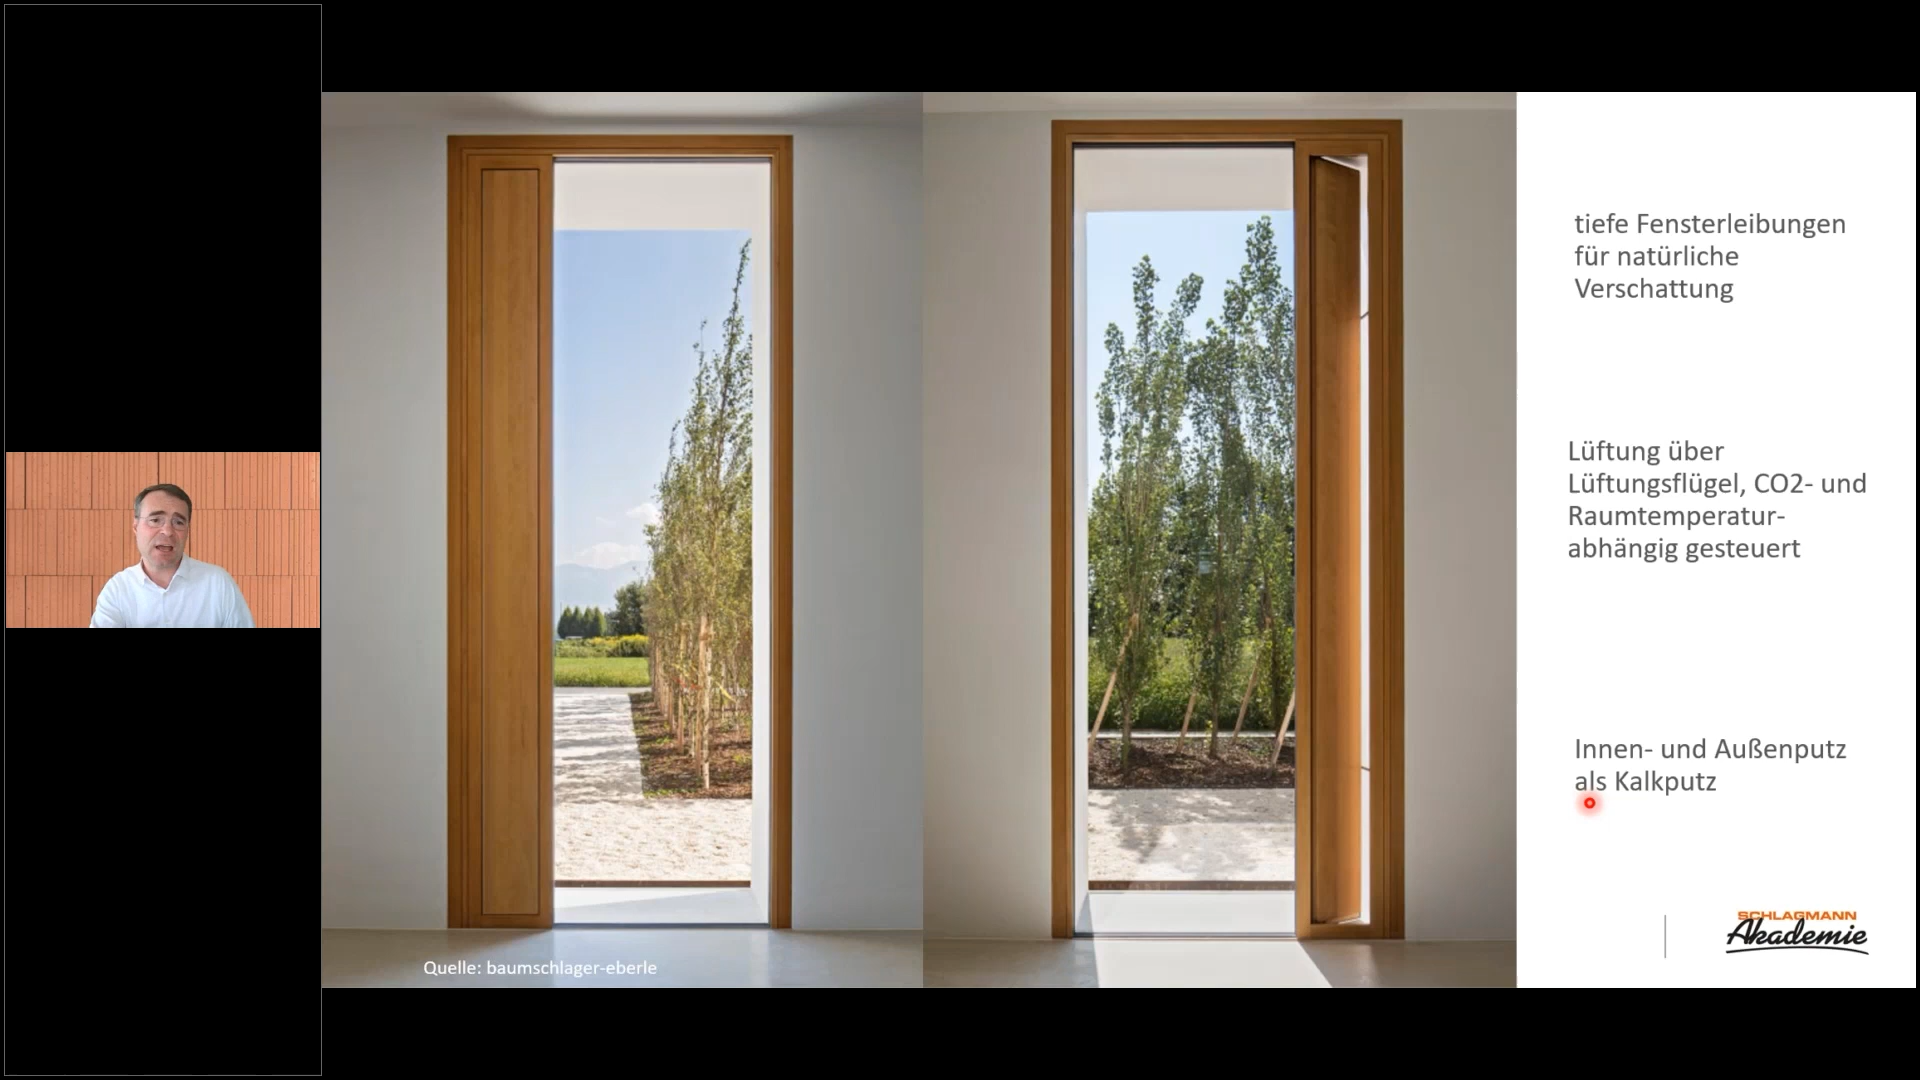 tiefe Fensterleibungen
für natürliche
Verschattung
Lüftung über
Lüftungsflügel, CO2- und
Raumtemperatur-
abhängig gesteuert
Innen- und Außenputz
als Kalkputz
SCHLAGMANN
Akademie
Quelle: baumschlager-eberle